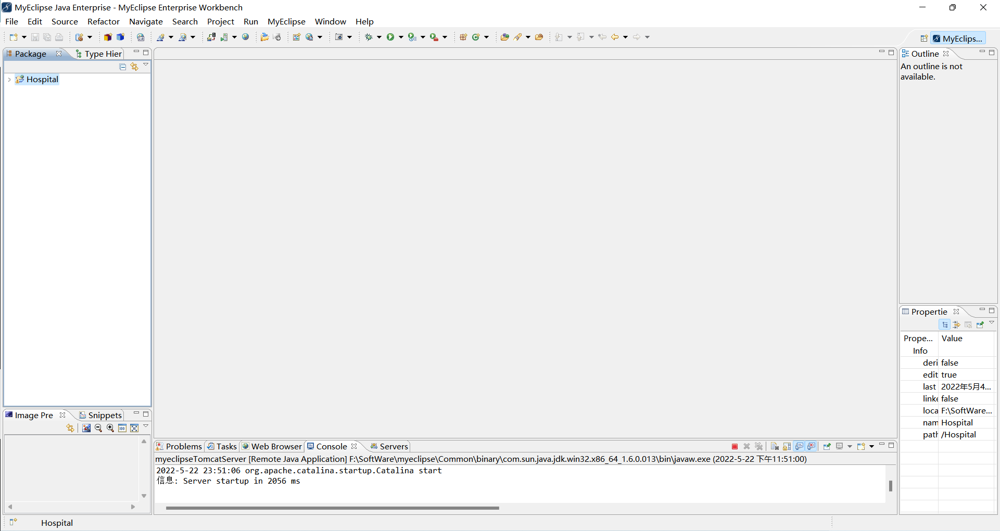 MyEclipse Java Enterprise - MyEclipse Enterprise Workbench
File Edit Source Refactor Navigate Search Project Run MyEclipse Window Help
MyEclips...
Package Type Hier
Hospital
Outline
An outline is not
available.
Propertie
Prope... Value
Info
deri false
edit true
last 2022年5月4...
linke false
loca F:\SoftWare...
nam Hospital
path /Hospital
Image Pre Snippets
Problems Tasks Web Browser Console Servers
myeclipseTomcatServer [Remote Java Application] F:\SoftWare\myeclipse\Common\binary\com.sun.java.jdk.win32.x86_64_1.6.0.013\bin\javaw.exe (2022-5-22 下午11:51:00)
2022-5-22 23:51:06 org.apache.catalina.startup.Catalina start
信息: Server startup in 2056 ms
Hospital